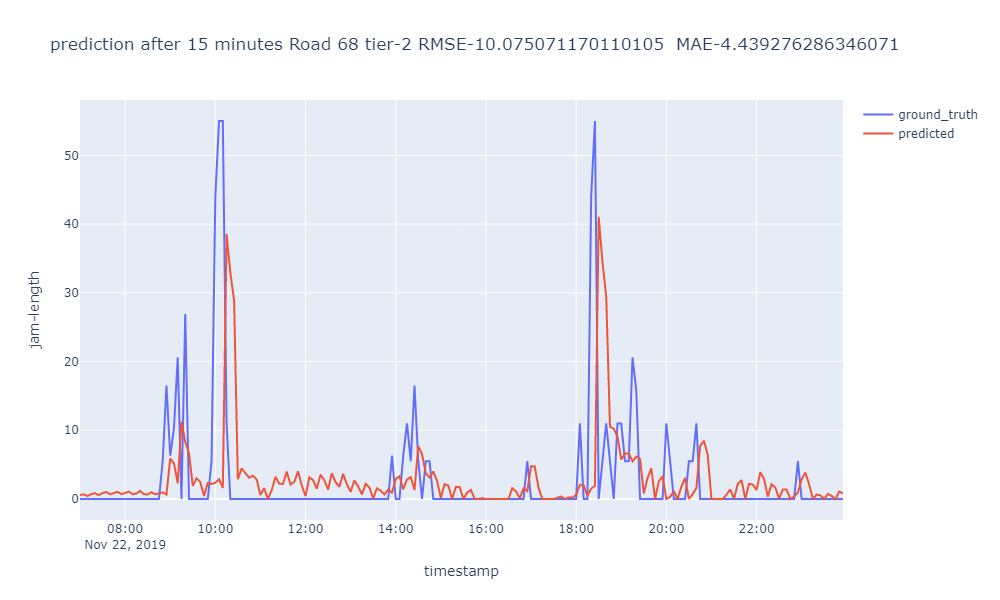 prediction after 15 minutes Road 68 tier-2 RMSE-10.075071170110105  MAE-4.439276286346071
ground_truth
predicted
50
40
30
20
10
0
jam-length
08:00 10:00 12:00 14:00 16:00 18:00 20:00 22:00
Nov 22, 2019
timestamp